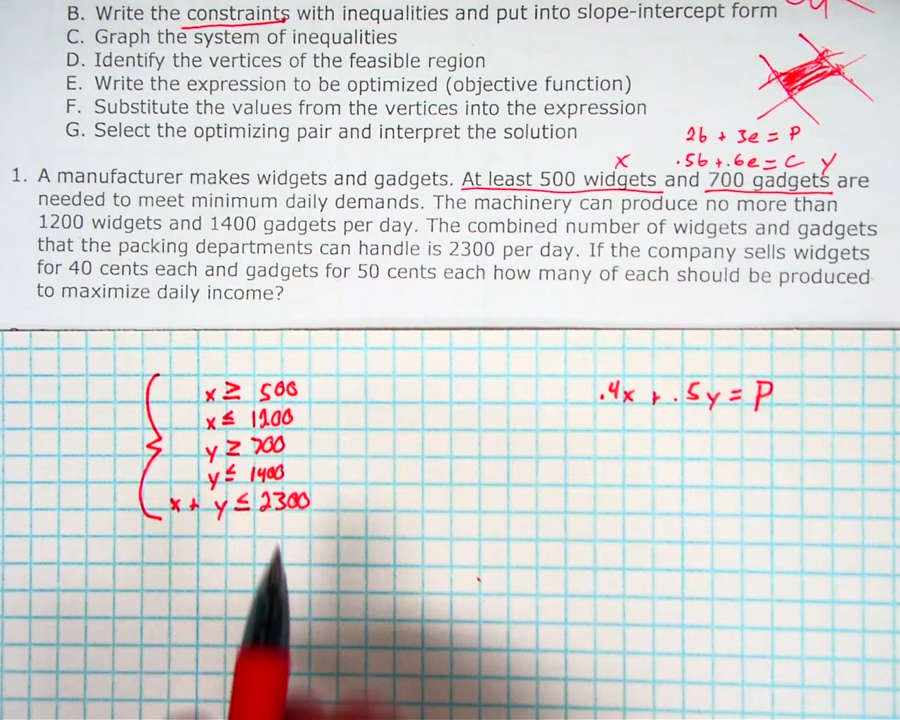 B. Write the constraints with inequalities and put into slope-intercept form
C. Graph the system of inequalities
D. Identify the vertices of the feasible region
E. Write the expression to be optimized (objective function)
F. Substitute the values from the vertices into the expression
G. Select the optimizing pair and interpret the solution
2b + 3e = P
.5b + .6e = C
x y
1. A manufacturer makes widgets and gadgets. At least 500 widgets and 700 gadgets are
needed to meet minimum daily demands. The machinery can produce no more than
1200 widgets and 1400 gadgets per day. The combined number of widgets and gadgets
that the packing departments can handle is 2300 per day. If the company sells widgets
for 40 cents each and gadgets for 50 cents each how many of each should be produced
to maximize daily income?
x ≥ 500
x ≤ 1200
y ≥ 700
y ≤ 1400
x + y ≤ 2300
.4x + .5y = P